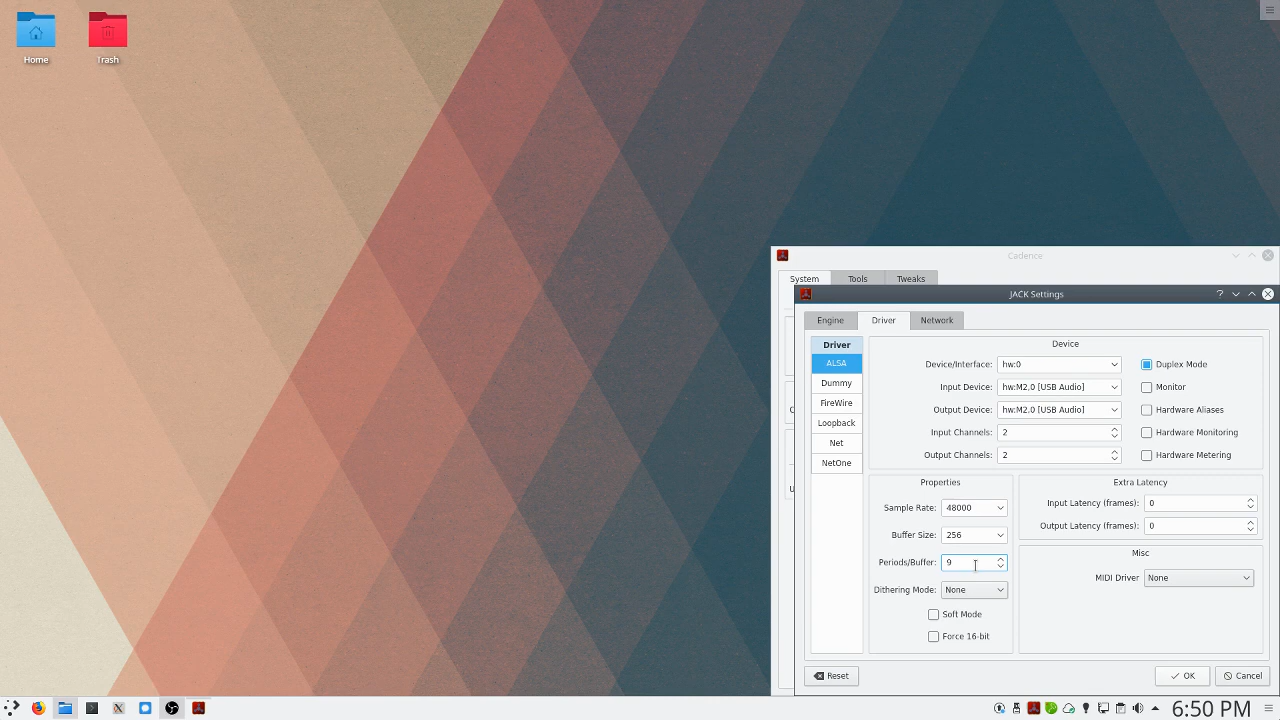 Home
Trash
Cadence
System
Tools
Tweaks
JACK Settings
?
Engine
Driver
Network
Driver
ALSA
Dummy
FireWire
Loopback
Net
NetOne
Device
Device/Interface:
hw:0
Duplex Mode
Input Device:
hw:M2,0 [USB Audio]
Monitor
Output Device:
hw:M2.0 [USB Audio]
Hardware Aliases
Input Channels:
2
Hardware Monitoring
Output Channels:
2
Hardware Metering
Properties
Sample Rate:
48000
Buffer Size:
256
Periods/Buffer:
9
Dithering Mode:
None
Soft Mode
Force 16-bit
Extra Latency
Input Latency (frames):
0
Output Latency (frames):
0
Misc
MIDI Driver
None
Reset
OK
Cancel
6:50 PM